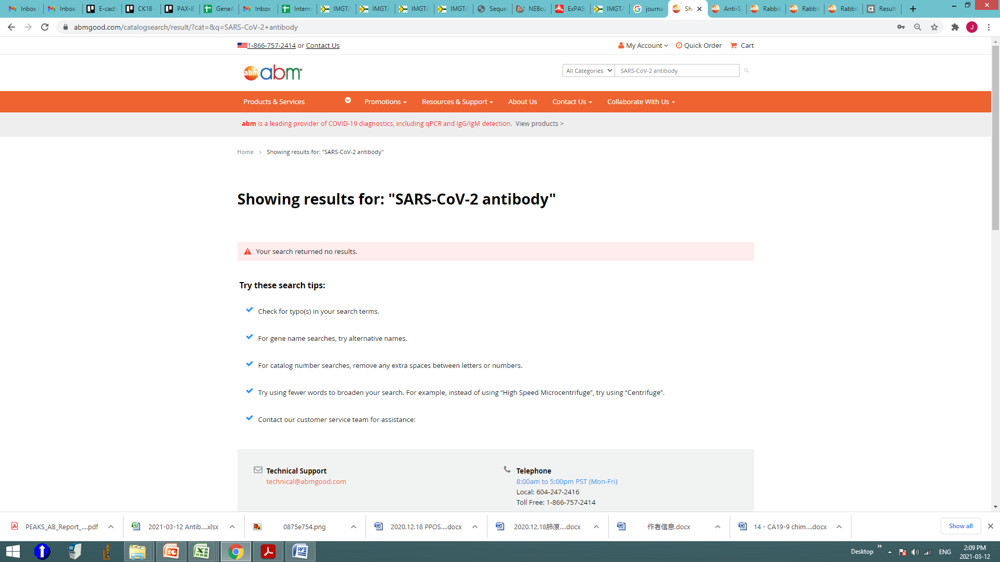 Inbox
Inbox
E-cadh
CK18 -
PAX-8
GeneA
Inbox
Interna
IMGT/
IMGT/
IMGT/
IMGT/
Seque
NEBcu
ExPAS
IMGT/
journa
Sh
Anti-S
Rabbit
Rabbit
Rabbit
Result
abmgood.com/catalogsearch/result/?cat=&q=SARS-CoV-2+antibody
J
1-866-757-2414 or Contact Us
My Account
Quick Order
Cart
abm abm
All Categories
SARS-CoV-2 antibody
Products & Services
Promotions
Resources & Support
About Us
Contact Us
Collaborate With Us
abm is a leading provider of COVID-19 diagnostics, including qPCR and IgG/IgM detection. View products >
Home > Showing results for: "SARS-CoV-2 antibody"
Showing results for: "SARS-CoV-2 antibody"
Your search returned no results.
Try these search tips:
Check for typo(s) in your search terms.
For gene name searches, try alternative names.
For catalog number searches, remove any extra spaces between letters or numbers.
Try using fewer words to broaden your search. For example, instead of using “High Speed Microcentrifuge”, try using “Centrifuge”.
Contact our customer service team for assistance:
Technical Support
technical@abmgood.com
Telephone
8:00am to 5:00pm PST (Mon-Fri)
Local: 604-247-2416
Toll Free: 1-866-757-2414
PEAKS_AB_Report_....pdf
2021-03-12 Antib....xlsx
0875e754.png
2020.12.18 PPOS....docx
2020.12.18肺原....docx
作者信息.docx
14 - CA19-9 chim....docx
Show all
Desktop
ENG
2:09 PM
2021-03-12